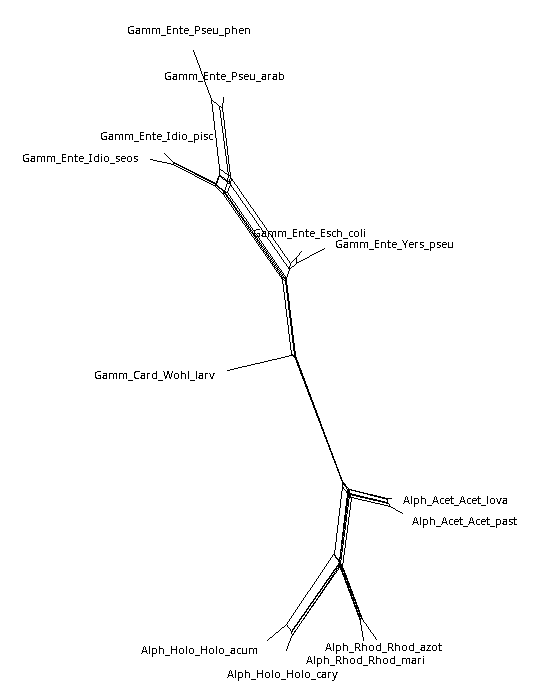 Gamm_Ente_Pseu_phen
Gamm_Ente_Pseu_arab
Gamm_Ente_Idio_pisc
Gamm_Ente_Idio_seos
Gamm_Ente_Esch_coli
Gamm_Ente_Yers_pseu
Gamm_Card_Wohl_larv
Alph_Acet_Acet_lova
Alph_Acet_Acet_past
Alph_Rhod_Rhod_azot
Alph_Holo_Holo_acum
Alph_Rhod_Rhod_mari
Alph_Holo_Holo_cary